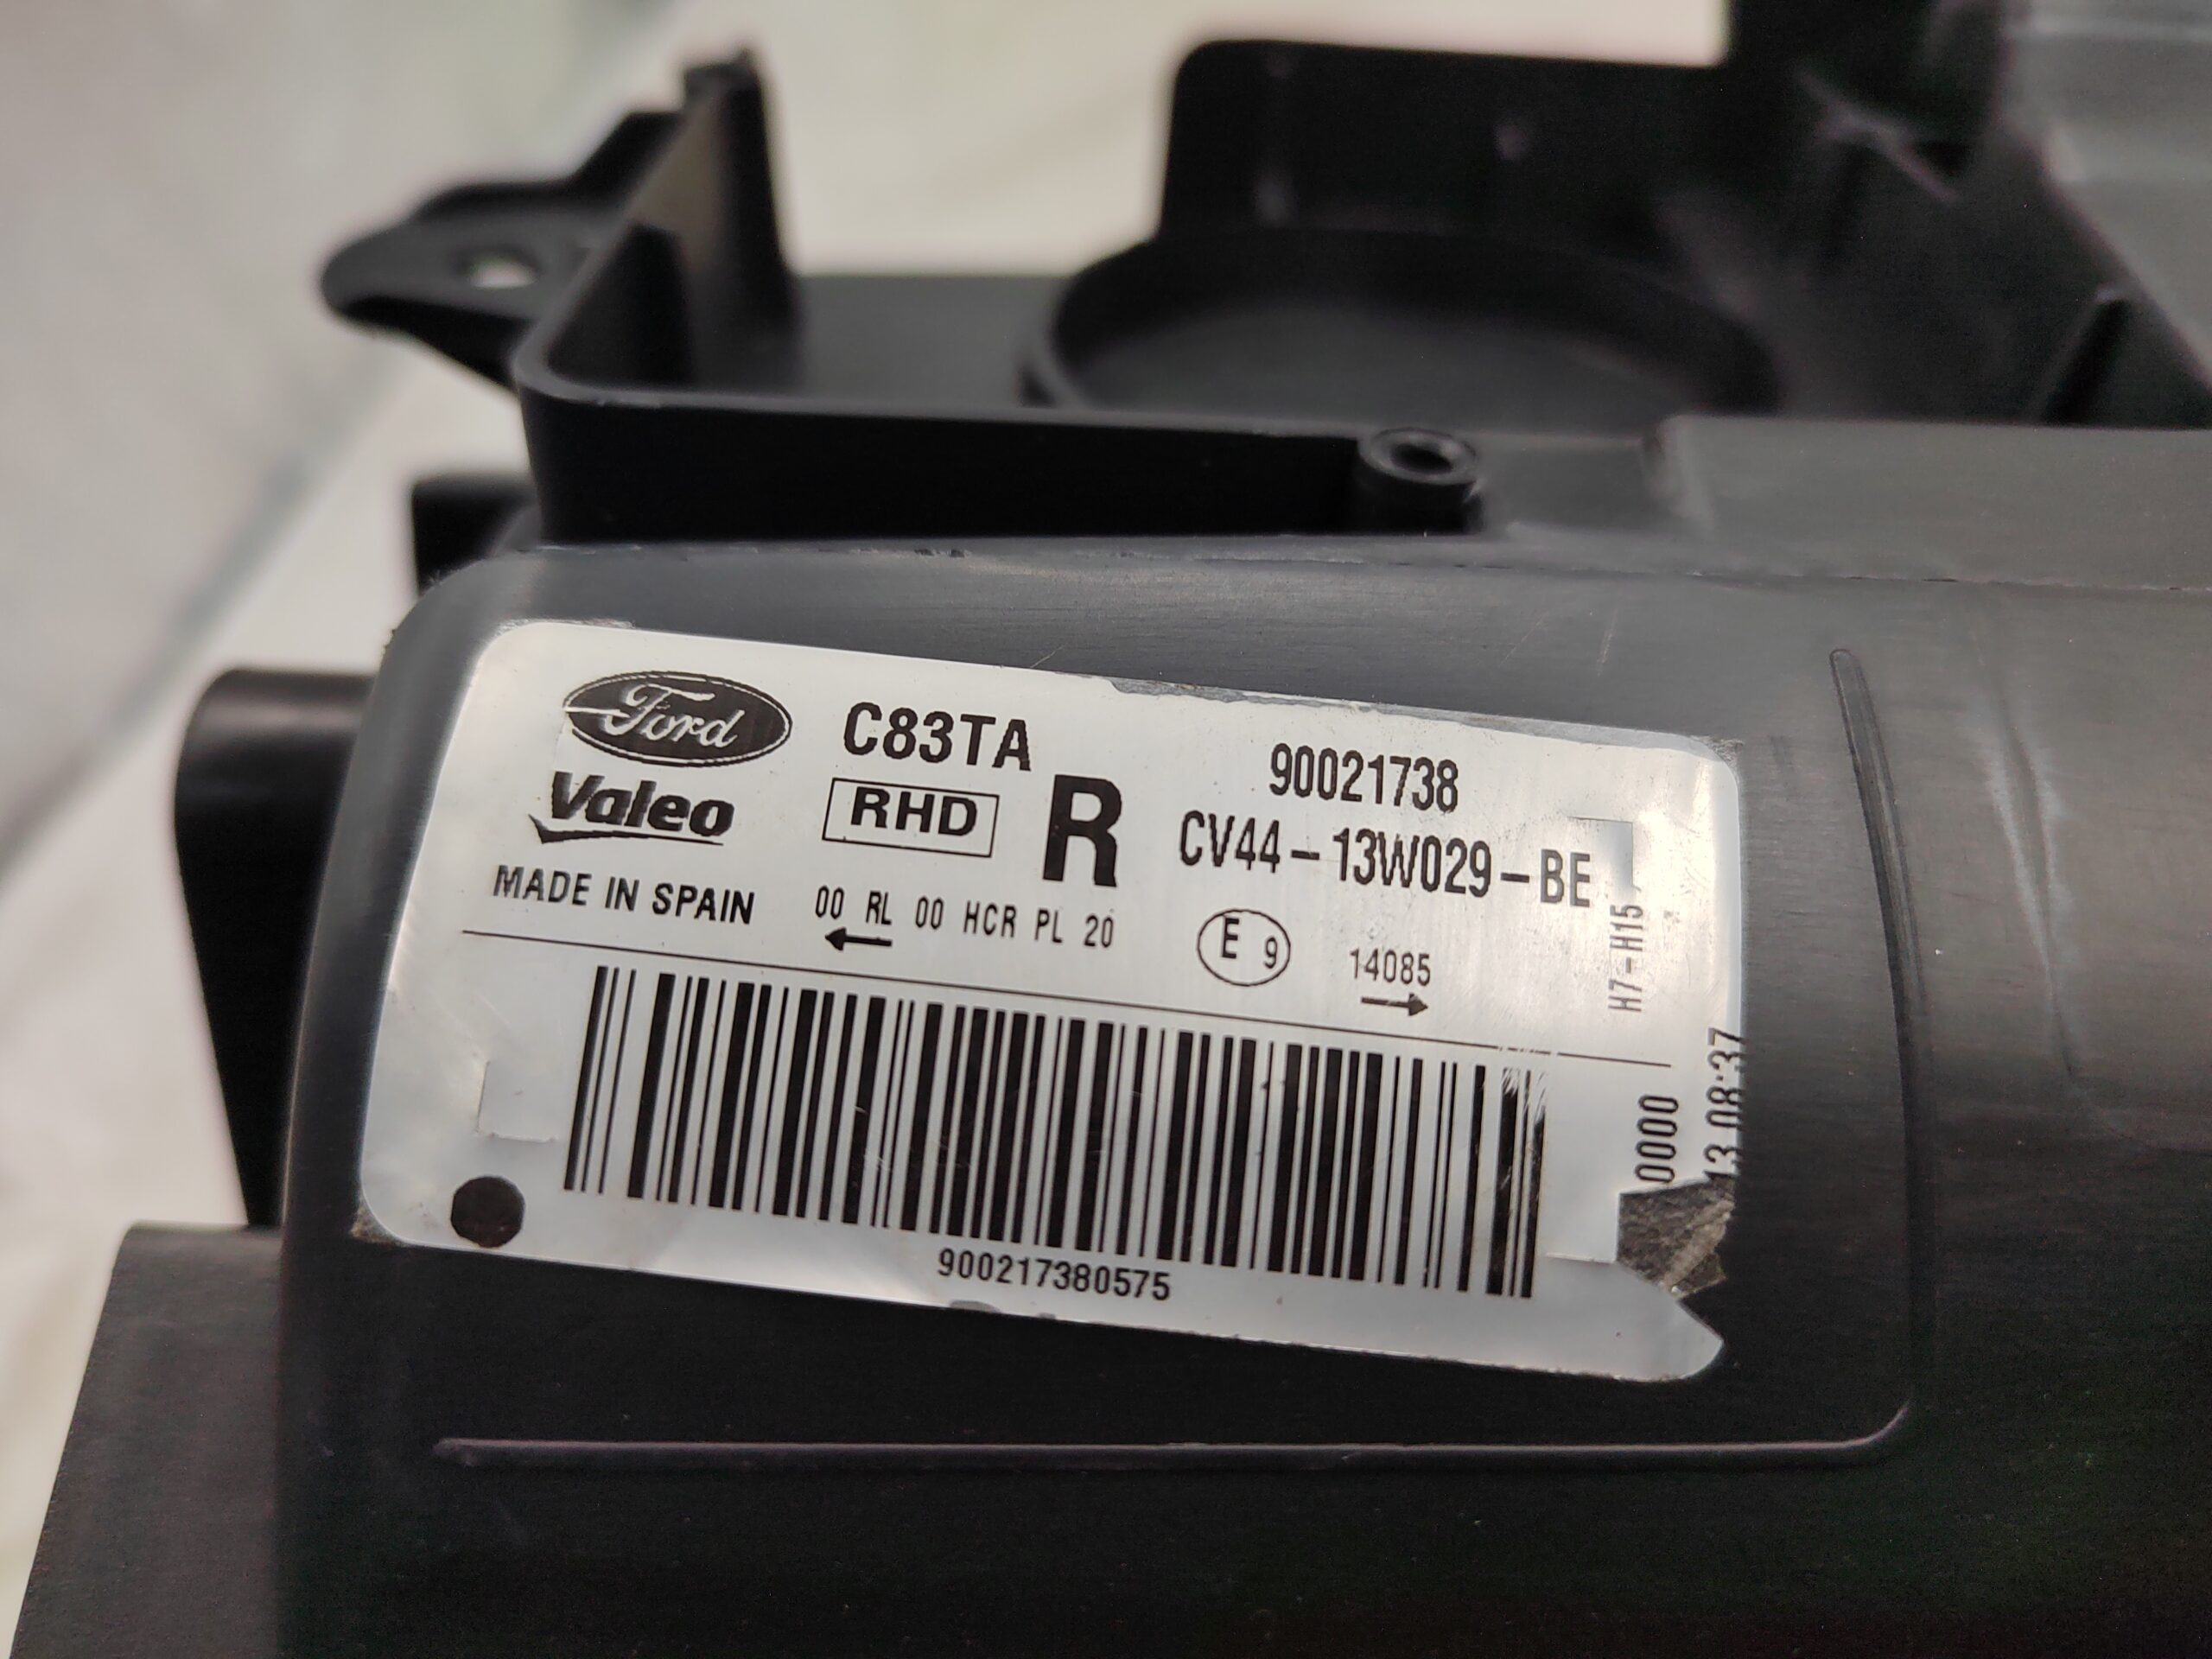 Ford C83TA 90021738
Valeo RHD R CV44-13W029-BE
MADE IN SPAIN 00 RL 00 HCR PL 20 E 9 14085
← →
H7-H15
900217380575
0000
13 08:37